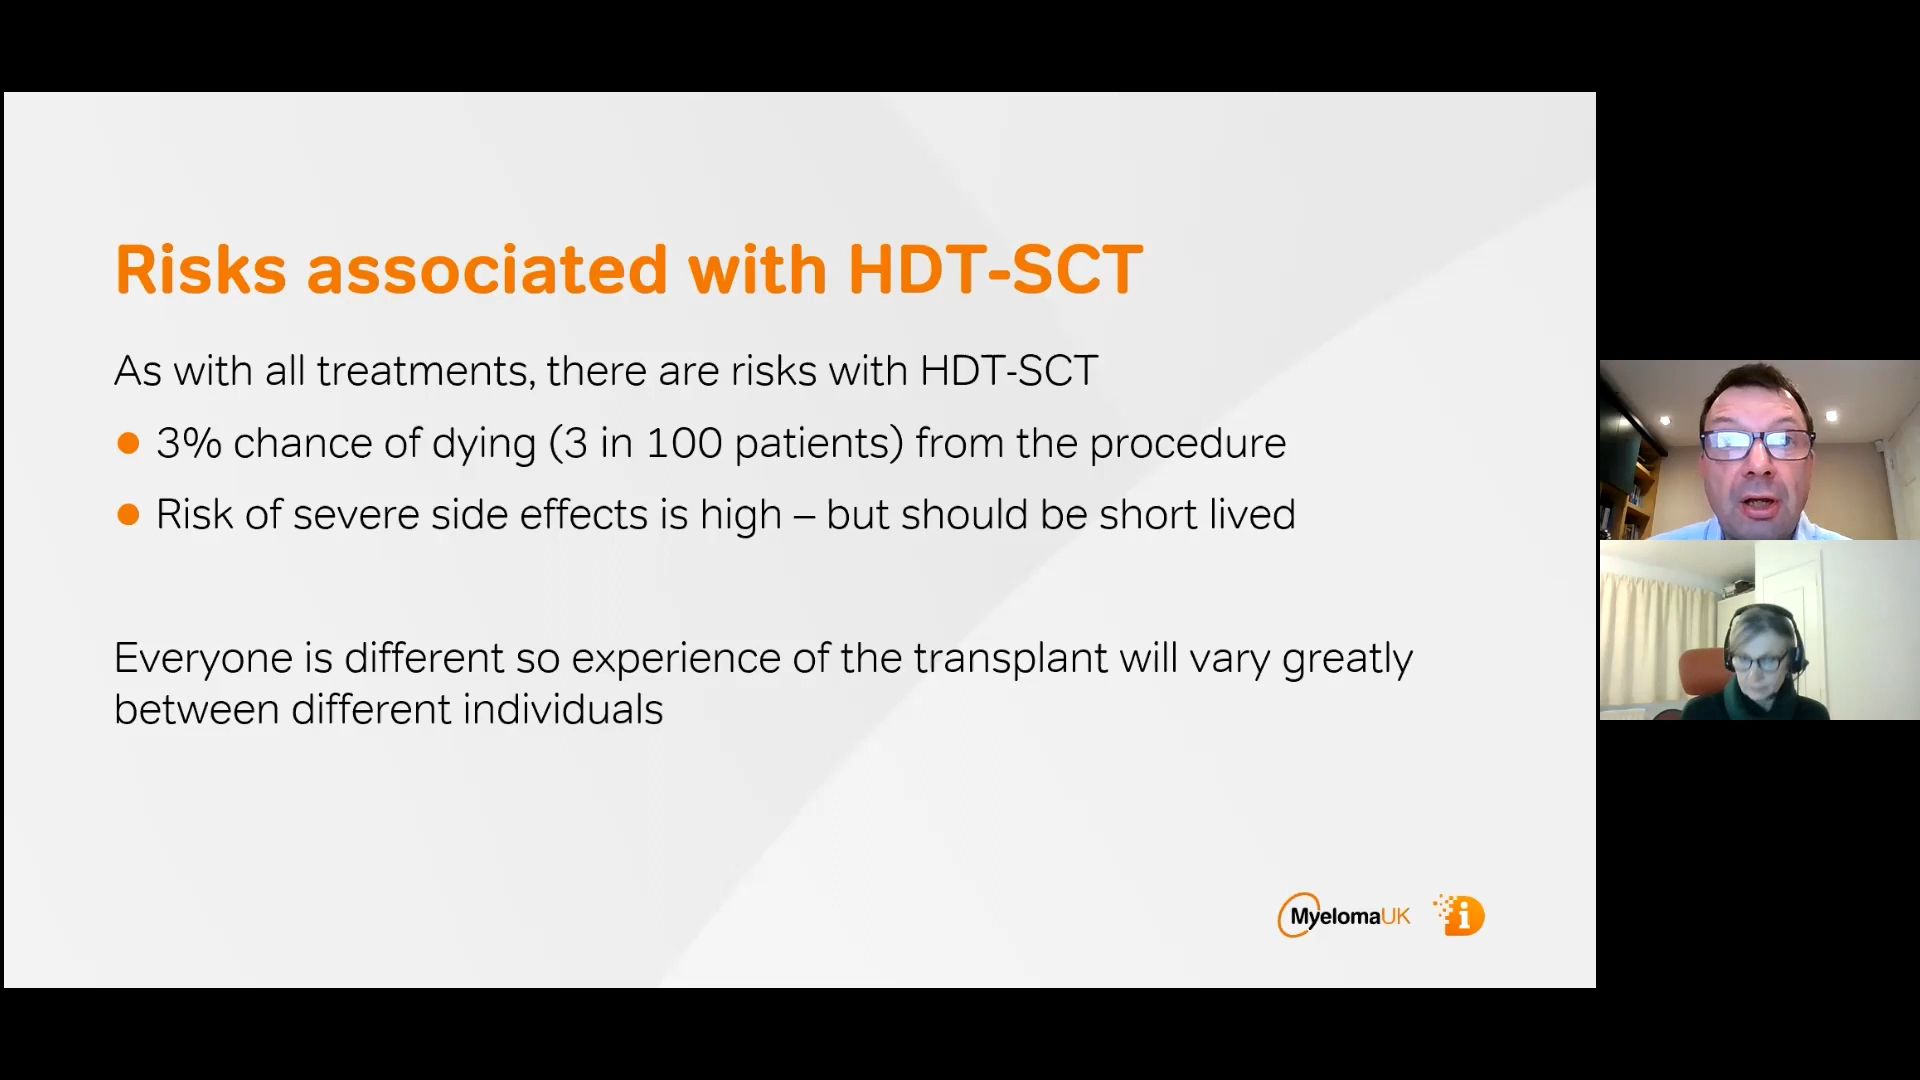 Risks associated with HDT-SCT
As with all treatments, there are risks with HDT-SCT
● 3% chance of dying (3 in 100 patients) from the procedure
● Risk of severe side effects is high – but should be short lived
Everyone is different so experience of the transplant will vary greatly
between different individuals
MyelomaUK i